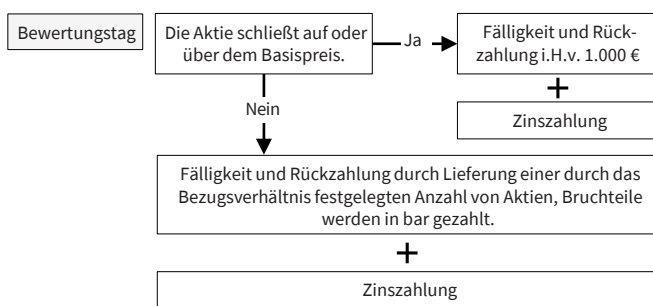 Bewertungstag
Die Aktie schließt auf oder
über dem Basispreis.
Ja
Fälligkeit und Rück-
zahlung i.H.v. 1.000 €
+
Zinszahlung
Nein
Fälligkeit und Rückzahlung durch Lieferung einer durch das
Bezugsverhältnis festgelegten Anzahl von Aktien, Bruchteile
werden in bar gezahlt.
+
Zinszahlung